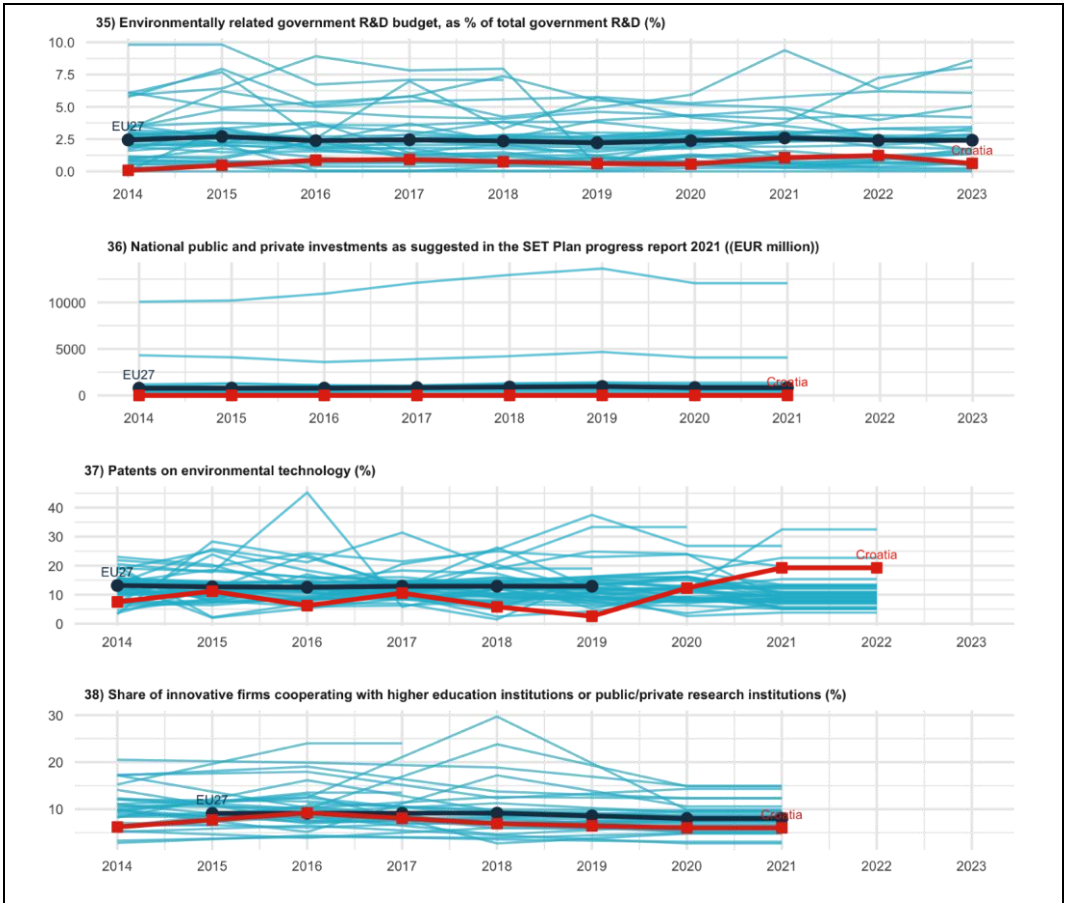 35) Environmentally related government R&D budget, as % of total government R&D (%)
10.0
7.5
5.0
2.5
0.0
EU27
Croatia
2014 2015 2016 2017 2018 2019 2020 2021 2022 2023
36) National public and private investments as suggested in the SET Plan progress report 2021 ((EUR million))
10000
5000
0
EU27
Croatia
2014 2015 2016 2017 2018 2019 2020 2021 2022 2023
37) Patents on environmental technology (%)
40
30
20
10
0
EU27
Croatia
2014 2015 2016 2017 2018 2019 2020 2021 2022 2023
38) Share of innovative firms cooperating with higher education institutions or public/private research institutions (%)
30
20
10
EU27
Croatia
2014 2015 2016 2017 2018 2019 2020 2021 2022 2023